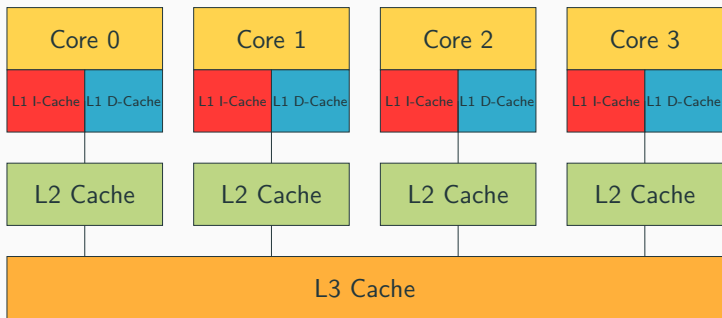 Core 0 Core 1 Core 2 Core 3
L1 I-Cache L1 D-Cache L1 I-Cache L1 D-Cache L1 I-Cache L1 D-Cache L1 I-Cache L1 D-Cache
L2 Cache L2 Cache L2 Cache L2 Cache
L3 Cache